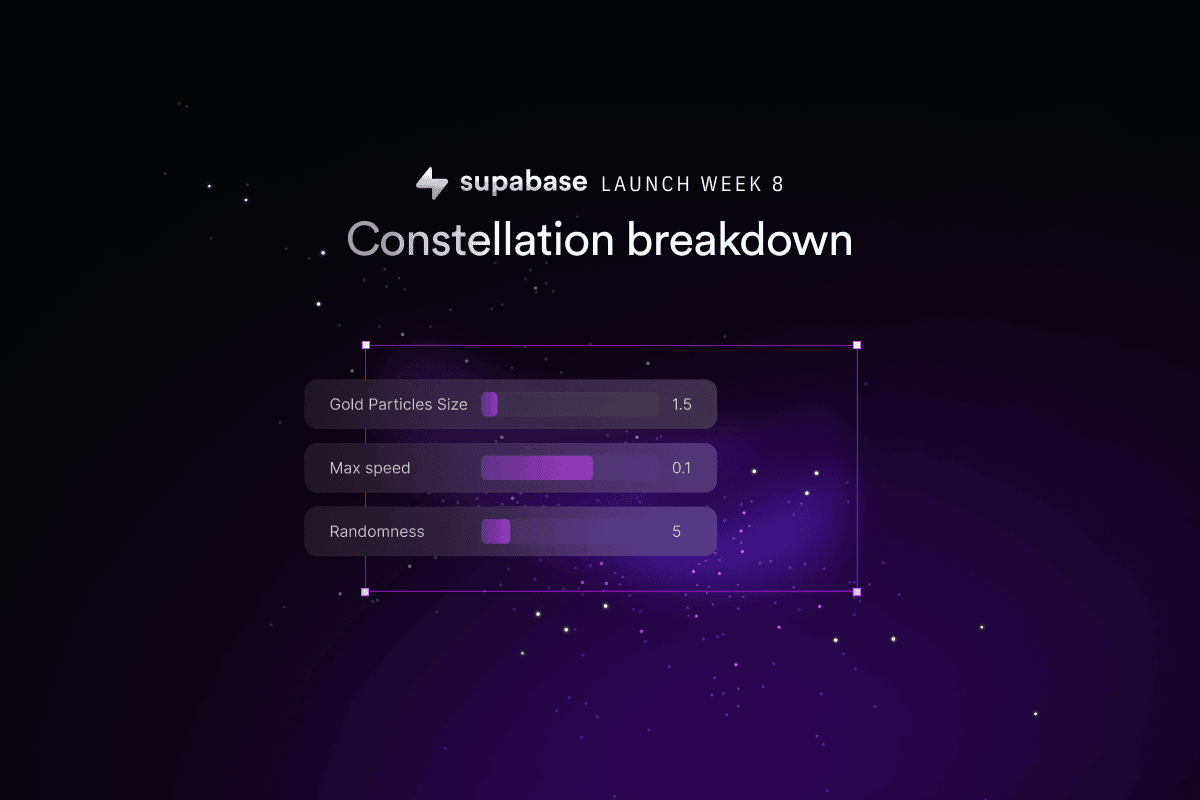 supabase LAUNCH WEEK 8
Constellation breakdown
Gold Particles Size 1.5
Max speed 0.1
Randomness 5